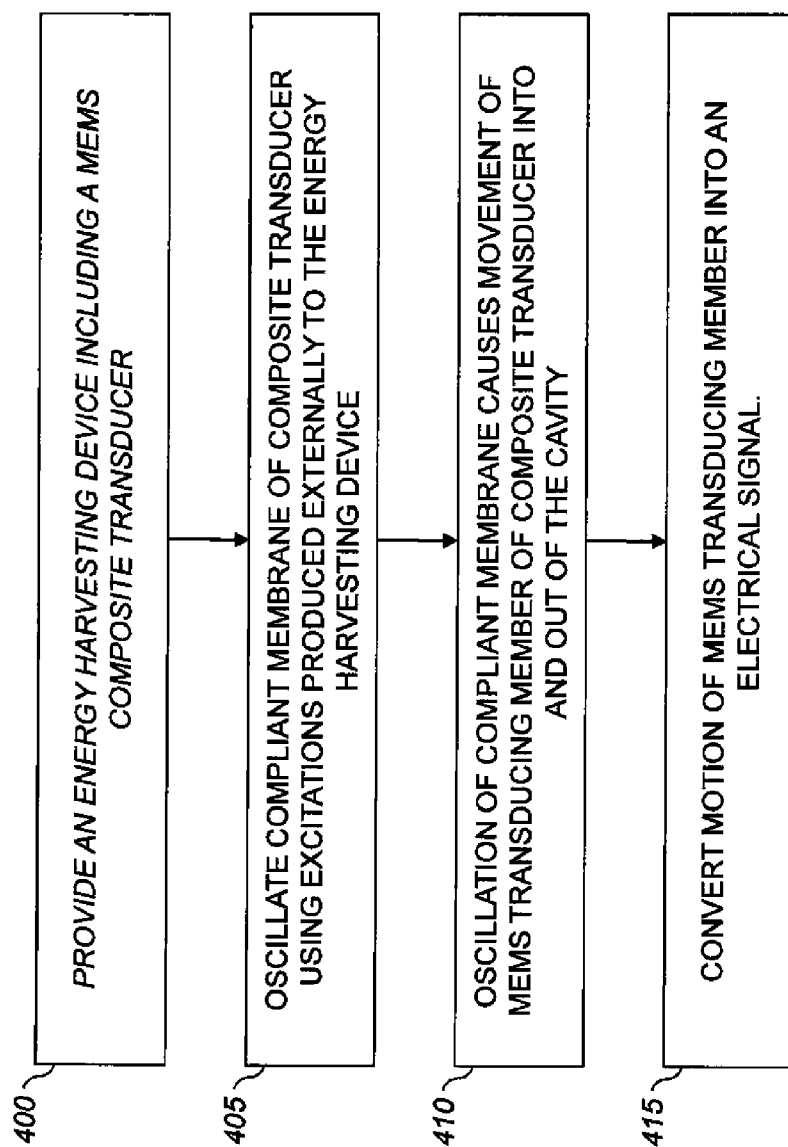 400
PROVIDE AN ENERGY HARVESTING DEVICE INCLUDING A MEMS
COMPOSITE TRANSDUCER
405
OSCILLATE COMPLIANT MEMBRANE OF COMPOSITE TRANSDUCER
USING EXCITATIONS PRODUCED EXTERNALLY TO THE ENERGY
HARVESTING DEVICE
410
OSCILLATION OF COMPLIANT MEMBRANE CAUSES MOVEMENT OF
MEMS TRANSDUCING MEMBER OF COMPOSITE TRANSDUCER INTO
AND OUT OF THE CAVITY
415
CONVERT MOTION OF MEMS TRANSDUCING MEMBER INTO AN
ELECTRICAL SIGNAL.